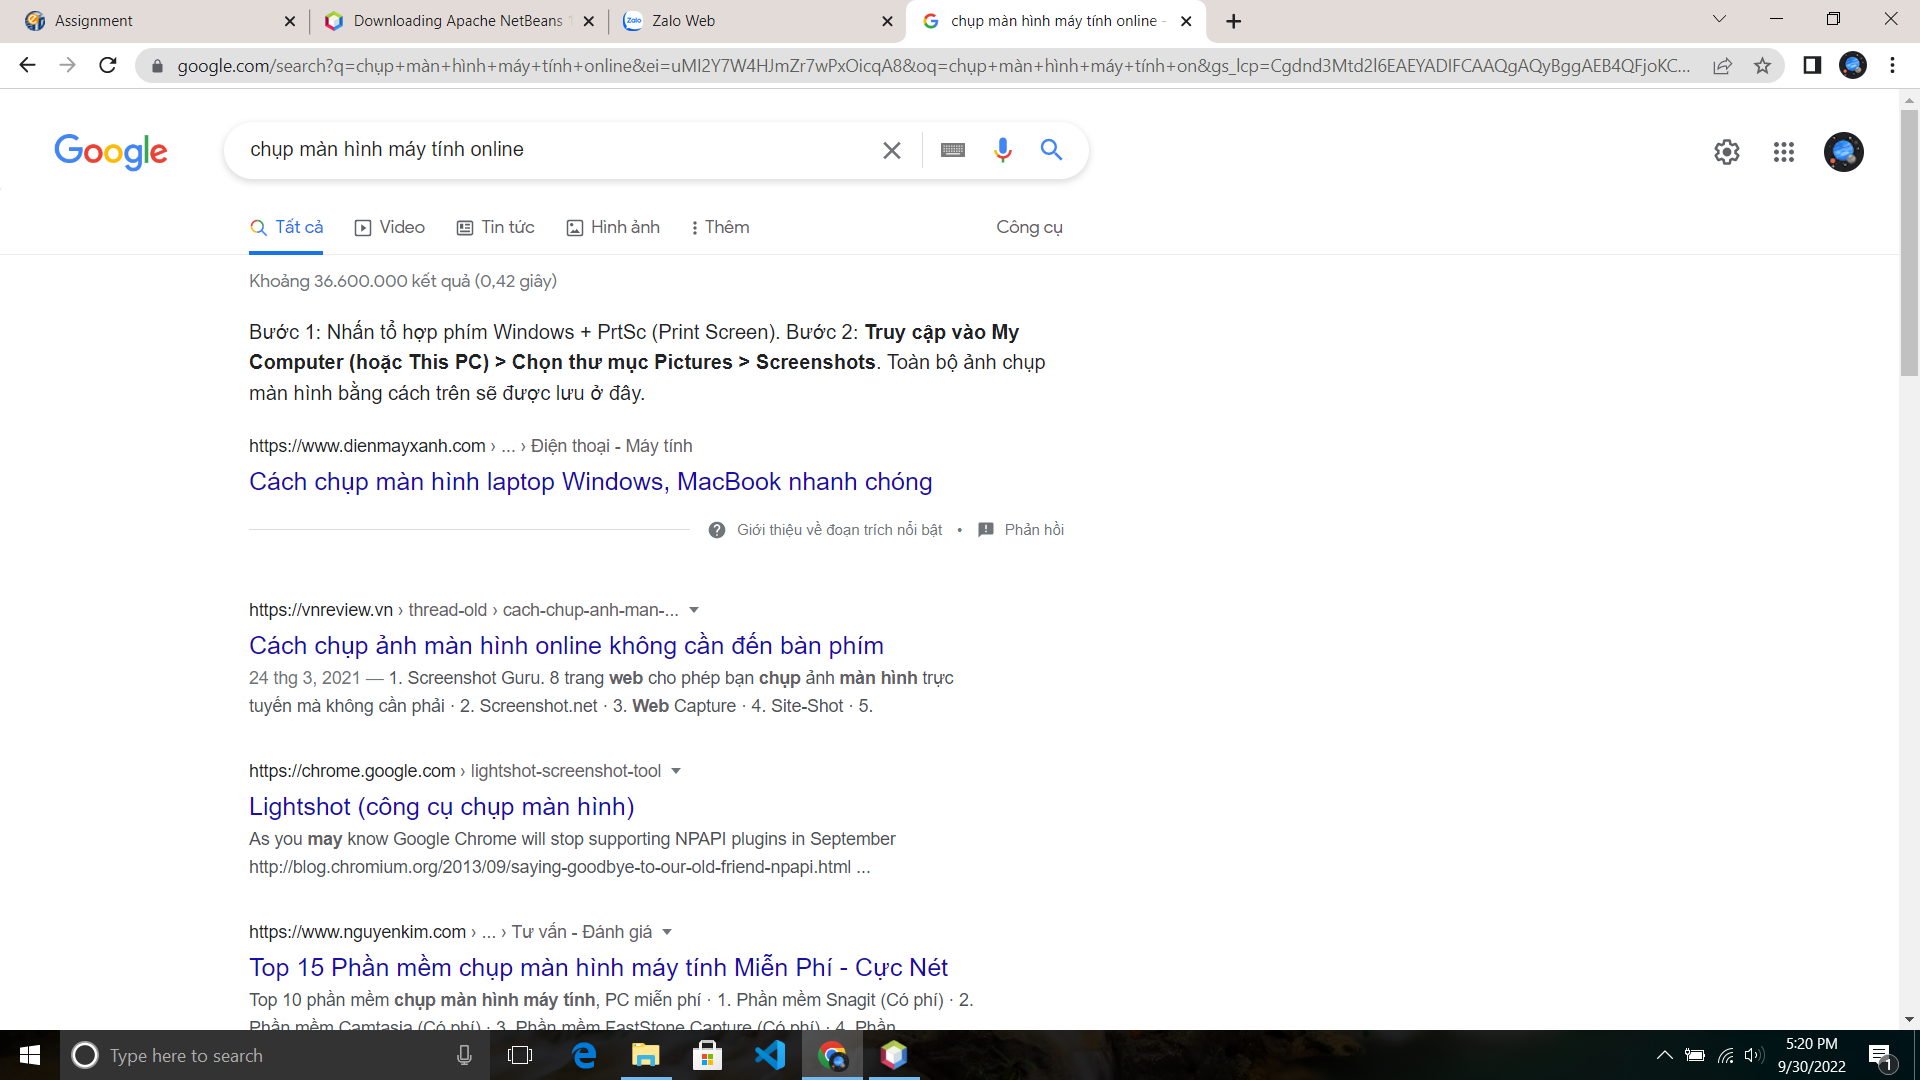 Assignment
Downloading Apache NetBeans
Zalo Web
chụp màn hình máy tính online -
google.com/search?q=chụp+màn+hình+máy+tính+online&ei=uMI2Y7W4HJmZr7wPxOicqA8&oq=chụp+màn+hình+máy+tính+on&gs_lcp=Cgdnd3Mtd2l6EAEYADIFCAAQgAQyBggAEB4QFjoKC...
Google
chụp màn hình máy tính online
Tất cả
Video
Tin tức
Hình ảnh
Thêm
Công cụ
Khoảng 36.600.000 kết quả (0,42 giây)
Bước 1: Nhấn tổ hợp phím Windows + PrtSc (Print Screen). Bước 2: Truy cập vào My
Computer (hoặc This PC) > Chọn thư mục Pictures > Screenshots. Toàn bộ ảnh chụp
màn hình bằng cách trên sẽ được lưu ở đây.
https://www.dienmayxanh.com › ... › Điện thoại - Máy tính
Cách chụp màn hình laptop Windows, MacBook nhanh chóng
Giới thiệu về đoạn trích nổi bật • Phản hồi
https://vnreview.vn › thread-old › cach-chup-anh-man-...
Cách chụp ảnh màn hình online không cần đến bàn phím
24 thg 3, 2021 — 1. Screenshot Guru. 8 trang web cho phép bạn chụp ảnh màn hình trực
tuyến mà không cần phải · 2. Screenshot.net · 3. Web Capture · 4. Site-Shot · 5.
https://chrome.google.com › lightshot-screenshot-tool
Lightshot (công cụ chụp màn hình)
As you may know Google Chrome will stop supporting NPAPI plugins in September
http://blog.chromium.org/2013/09/saying-goodbye-to-our-old-friend-npapi.html ...
https://www.nguyenkim.com › ... › Tư vấn - Đánh giá
Top 15 Phần mềm chụp màn hình máy tính Miễn Phí - Cực Nét
Top 10 phần mềm chụp màn hình máy tính, PC miễn phí · 1. Phần mềm Snagit (Có phí) · 2.
Phần mềm Camtasia (Có phí) · 3. Phần mềm FastStone Capture (Có phí) · 4. Phần
Type here to search
5:20 PM
9/30/2022
1